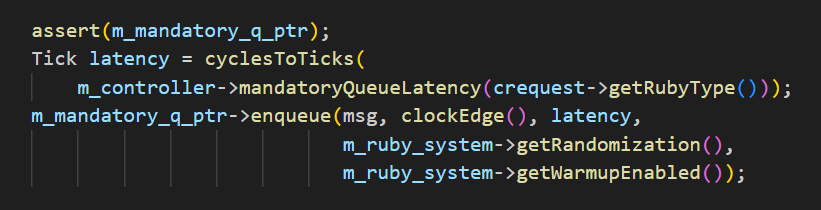 assert(m_mandatory_q_ptr);
Tick latency = cyclesToTicks(
m_controller->mandatoryQueueLatency(crequest->getRubyType()));
m_mandatory_q_ptr->enqueue(msg, clockEdge(), latency,
m_ruby_system->getRandomization(),
m_ruby_system->getWarmupEnabled());